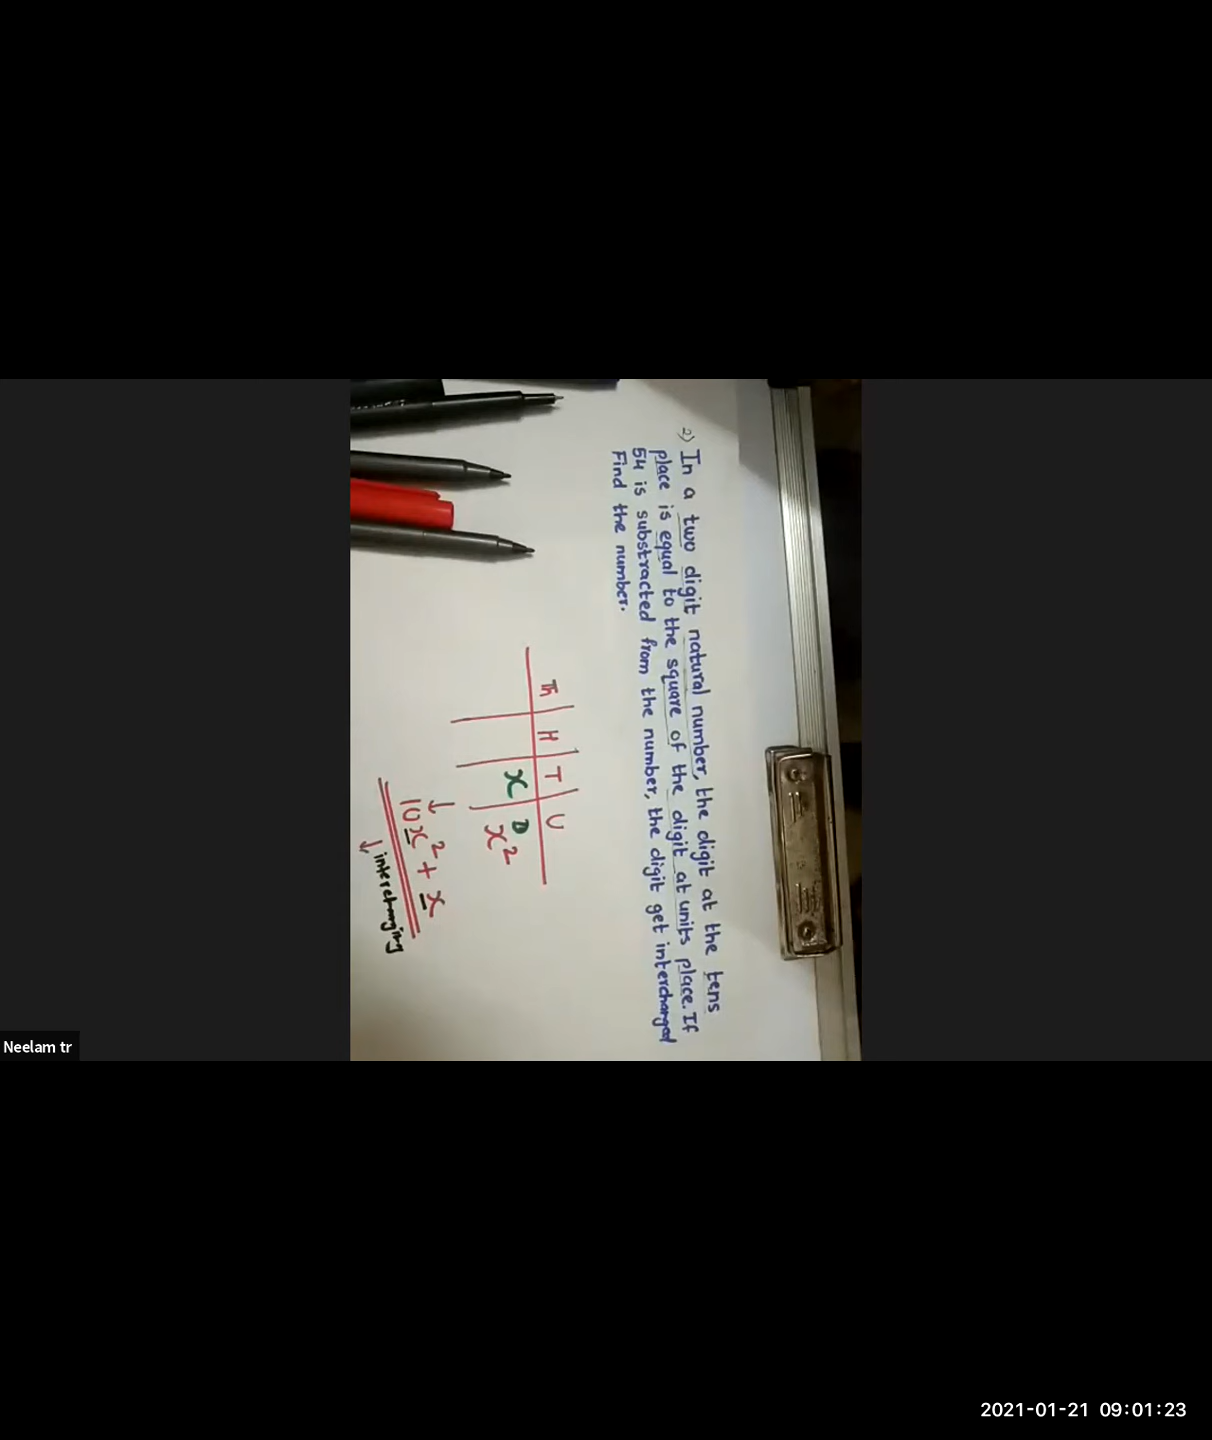 2) In a two digit natural number, the digit at the tens
place is equal to the square of the digit at units place. If
54 is substracted from the number, the digit get interchanged
Find the number.
Th H T U
x x²
10x² + x
interchanging
Neelam tr
2021-01-21 09:01:23